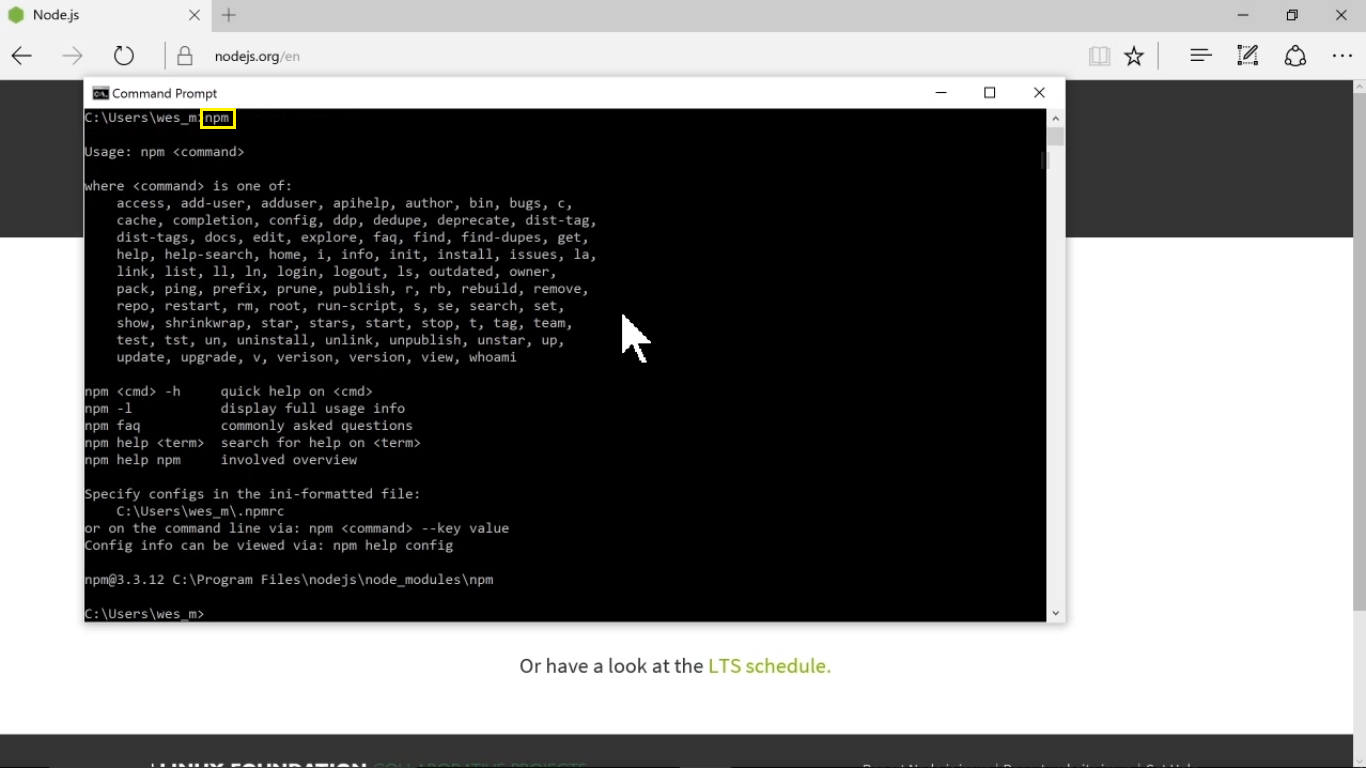 Node.js
nodejs.org/en
Command Prompt
C:\Users\wes_m>npm
Usage: npm <command>
where <command> is one of:
access, add-user, adduser, apihelp, author, bin, bugs, c,
cache, completion, config, ddp, dedupe, deprecate, dist-tag,
dist-tags, docs, edit, explore, faq, find, find-dupes, get,
help, help-search, home, i, info, init, install, issues, la,
link, list, ll, ln, login, logout, ls, outdated, owner,
pack, ping, prefix, prune, publish, r, rb, rebuild, remove,
repo, restart, rm, root, run-script, s, se, search, set,
show, shrinkwrap, star, stars, start, stop, t, tag, team,
test, tst, un, uninstall, unlink, unpublish, unstar, up,
update, upgrade, v, verison, version, view, whoami
npm <cmd> -h     quick help on <cmd>
npm -l           display full usage info
npm faq          commonly asked questions
npm help <term>  search for help on <term>
npm help npm     involved overview
Specify configs in the ini-formatted file:
C:\Users\wes_m\.npmrc
or on the command line via: npm <command> --key value
Config info can be viewed via: npm help config
npm@3.3.12 C:\Program Files\nodejs\node_modules\npm
C:\Users\wes_m>
Or have a look at the LTS schedule.
LINUX FOUNDATION COLLABORATIVE PROJECTS